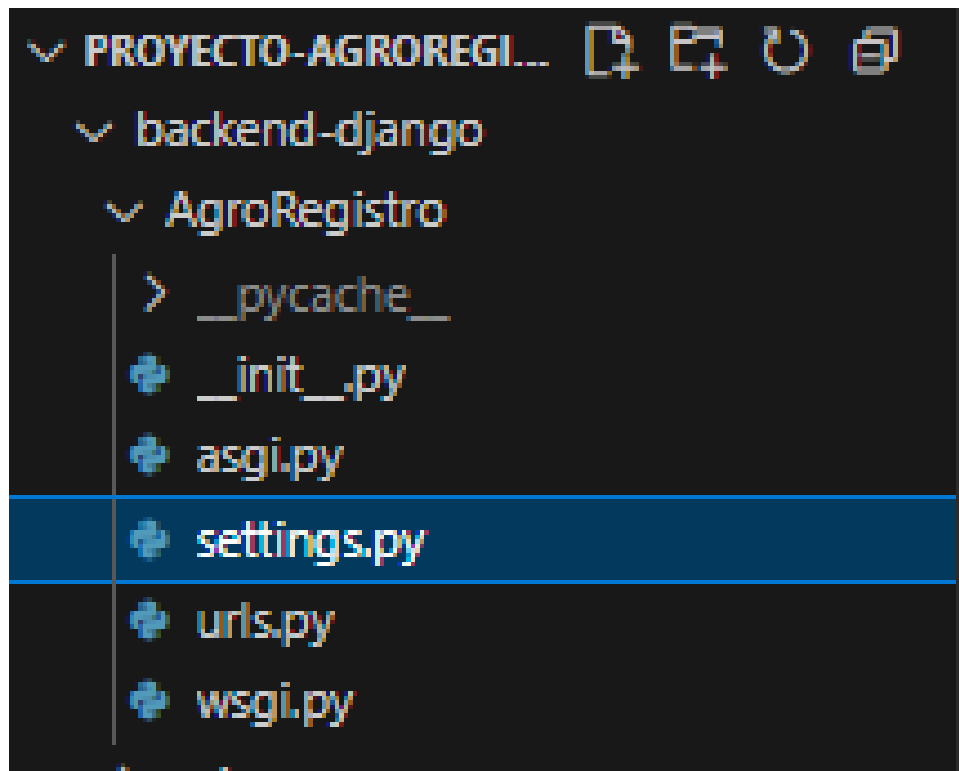 PROYECTO-AGROREGI...
backend-django
AgroRegistro
__pycache__
__init__.py
asgi.py
settings.py
urls.py
wsgi.py